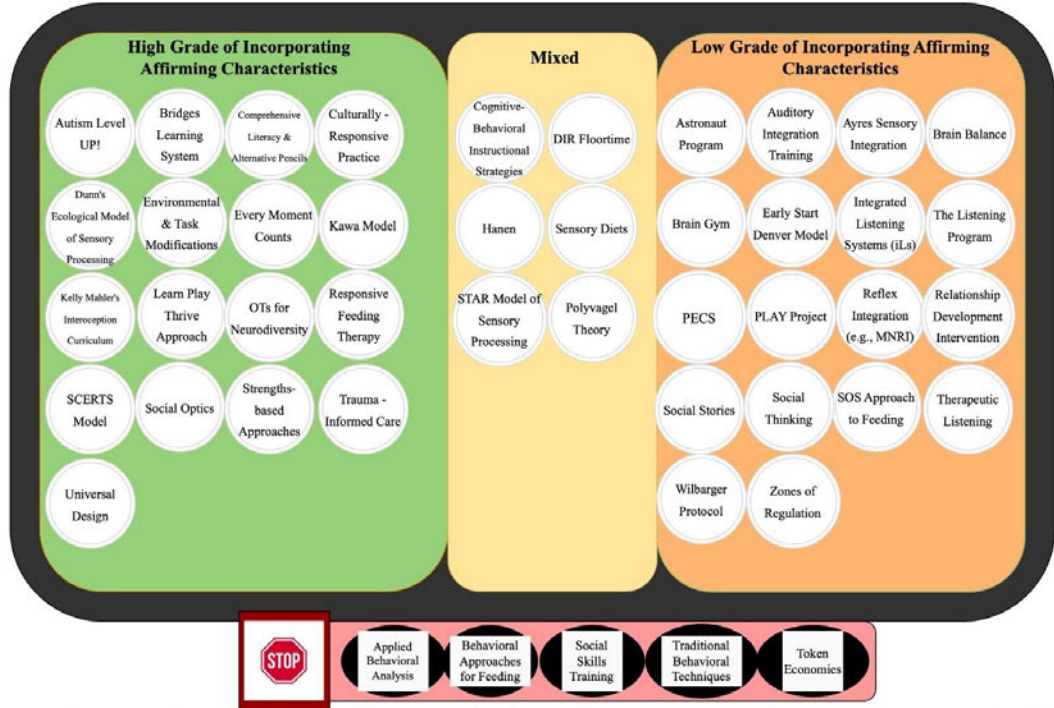 High Grade of Incorporating
Affirming Characteristics
Autism Level
UP!
Bridges
Learning
System
Comprehensive
Literacy &
Alternative Pencils
Culturally -
Responsive
Practice
Dunn's
Ecological Model
of Sensory
Processing
Environmental
& Task
Modifications
Every Moment
Counts
Kawa Model
Kelly Mahler's
Interoception
Curriculum
Learn Play
Thrive
Approach
OTs for
Neurodiversity
Responsive
Feeding
Therapy
SCERTS
Model
Social Optics
Strengths-
based
Approaches
Trauma -
Informed Care
Universal
Design
Mixed
Cognitive-
Behavioral
Instructional
Strategies
DIR Floortime
Hanen
Sensory Diets
STAR Model of
Sensory
Processing
Polyvagel
Theory
Low Grade of Incorporating Affirming
Characteristics
Astronaut
Program
Auditory
Integration
Training
Ayres Sensory
Integration
Brain Balance
Brain Gym
Early Start
Denver Model
Integrated
Listening
Systems (iLs)
The Listening
Program
PECS
PLAY Project
Reflex
Integration
(e.g., MNRI)
Relationship
Development
Intervention
Social Stories
Social
Thinking
SOS Approach
to Feeding
Therapeutic
Listening
Wilbarger
Protocol
Zones of
Regulation
STOP
Applied
Behavioral
Analysis
Behavioral
Approaches
for Feeding
Social
Skills
Training
Traditional
Behavioral
Techniques
Token
Economies